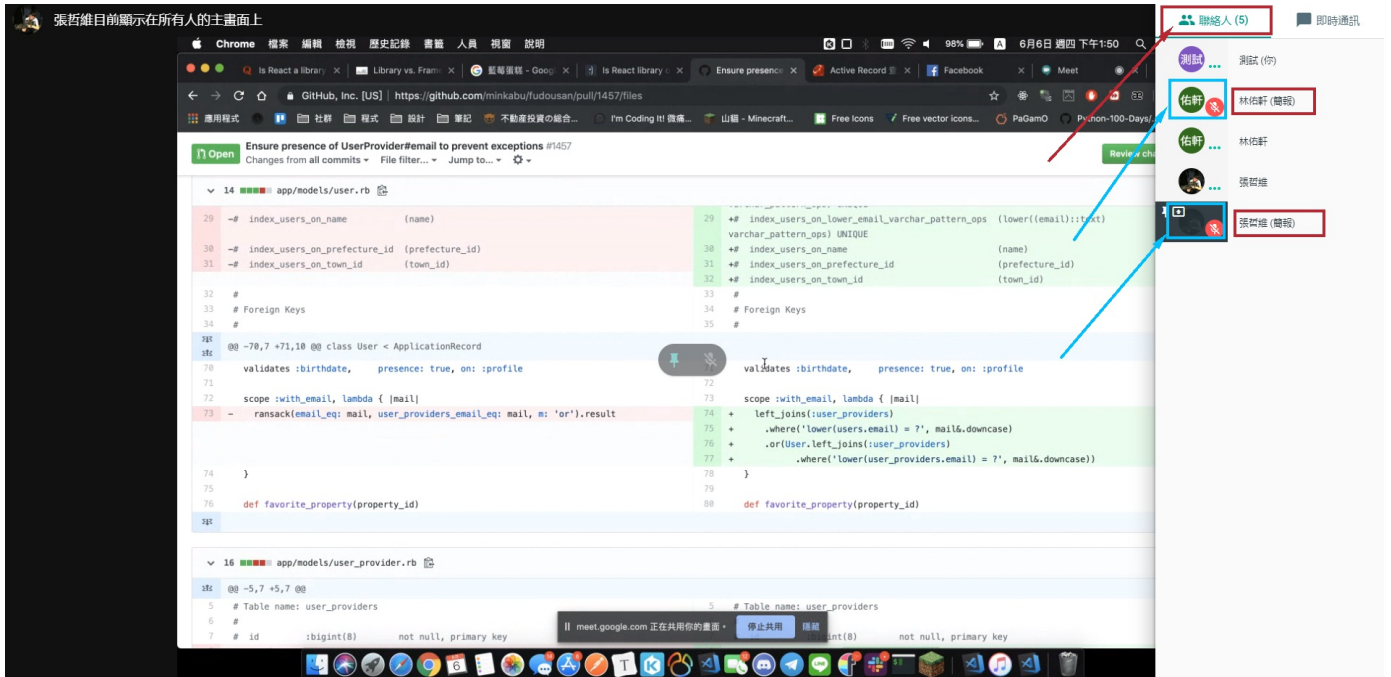 張哲維目前顯示在所有人的主畫面上
聯絡人 (5)
即時通訊
Chrome 檔案 編輯 檢視 歷史記錄 書籤 人員 視窗 說明
98% A 6月6日 週四 下午1:50
Is React a library
Library vs. Fram
藍莓蛋糕 - Goog
Is React library o
Ensure presence
Active Record
Facebook
Meet
GitHub, Inc. [US] | https://github.com/minkabu/fudousan/pull/1457/files
應用程式 社群 程式 設計 筆記 不動産投資の総合... I'm Coding It! 微痛... 山貓 - Minecraft... Free Icons Free vector icons... PaGamO Python-100-Days/..
Open
Ensure presence of UserProvider#email to prevent exceptions #1457
Changes from all commits File filter... Jump to...
Review cha
14 app/models/user.rb
29 -# index_users_on_name (name)
29 +# index_users_on_lower_email_varchar_pattern_ops (lower((email)::text)
varchar_pattern_ops) UNIQUE
30 -# index_users_on_prefecture_id (prefecture_id)
30 +# index_users_on_name (name)
31 -# index_users_on_town_id (town_id)
31 +# index_users_on_prefecture_id (prefecture_id)
32 +# index_users_on_town_id (town_id)
32 #
33 #
33 # Foreign Keys
34 # Foreign Keys
34 #
35 #
@@ -70,7 +71,10 @@ class User < ApplicationRecord
70 validates :birthdate, presence: true, on: :profile
validates :birthdate, presence: true, on: :profile
71
72
72 scope :with_email, lambda { |mail|
73 scope :with_email, lambda { |mail|
73 - ransack(email_eq: mail, user_providers_email_eq: mail, m: 'or').result
74 + left_joins(:user_providers)
75 + .where('lower(users.email) = ?', mail&.downcase)
76 + .or(User.left_joins(:user_providers)
77 + .where('lower(user_providers.email) = ?', mail&.downcase))
74 }
78 }
75
79
76 def favorite_property(property_id)
80 def favorite_property(property_id)
16 app/models/user_provider.rb
@@ -5,7 +5,7 @@
5 # Table name: user_providers
5 # Table name: user_providers
6 #
7 # id :bigint(8) not null, primary key
:bigint(8) not null, primary key
meet.google.com 正在共用你的畫面。 停止共用 隱藏
6
T
測試
測試 (你)
佑軒
林佑軒 (簡報)
佑軒
林佑軒
張哲維
張哲維 (簡報)